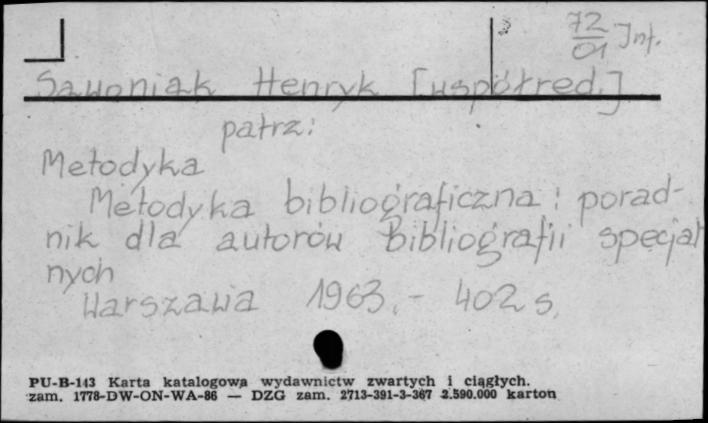 72
01 Inf.
Sawoniak Henryk [współred.]
patrz:
Metodyka
Metodyka bibliograficzna : porad-
nik dla autorów bibliografii specjal
nych
Warszawa 1963. - 402 s.
PU-B-143 Karta katalogowa wydawnictw zwartych i ciągłych.
zam. 1778-DW-ON-WA-86 — DZG zam. 2713-391-3-367 2.590.000 karton